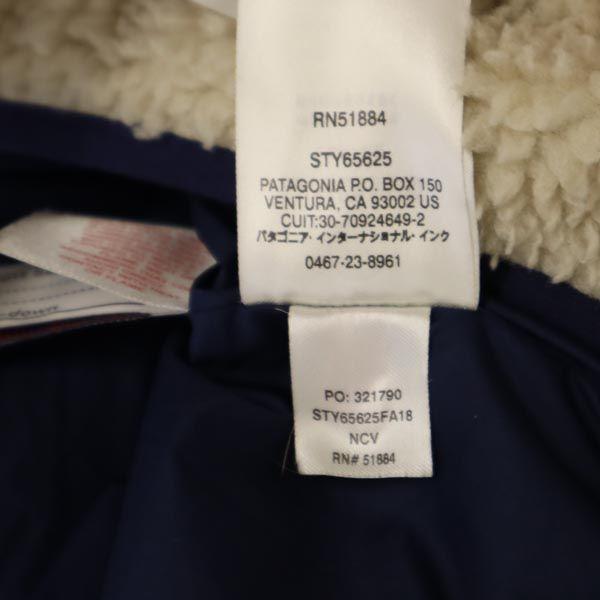 RN51884
STY65625
PATAGONIA P.O. BOX 150
VENTURA, CA 93002 US
CUIT:30-70924649-2
パタゴニア・インターナショナル・インク
0467-23-8961
PO: 321790
STY65625FA18
NCV
RN# 51884
down